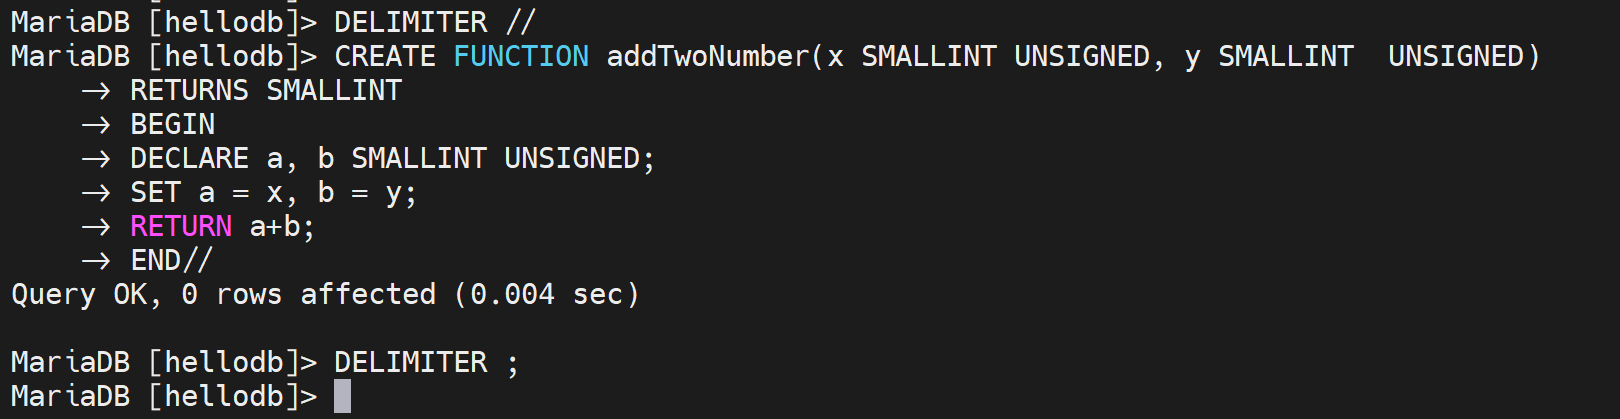 MariaDB [hellodb]> DELIMITER //
MariaDB [hellodb]> CREATE FUNCTION addTwoNumber(x SMALLINT UNSIGNED, y SMALLINT  UNSIGNED)
    -> RETURNS SMALLINT
    -> BEGIN
    -> DECLARE a, b SMALLINT UNSIGNED;
    -> SET a = x, b = y;
    -> RETURN a+b;
    -> END//
Query OK, 0 rows affected (0.004 sec)

MariaDB [hellodb]> DELIMITER ;
MariaDB [hellodb]>